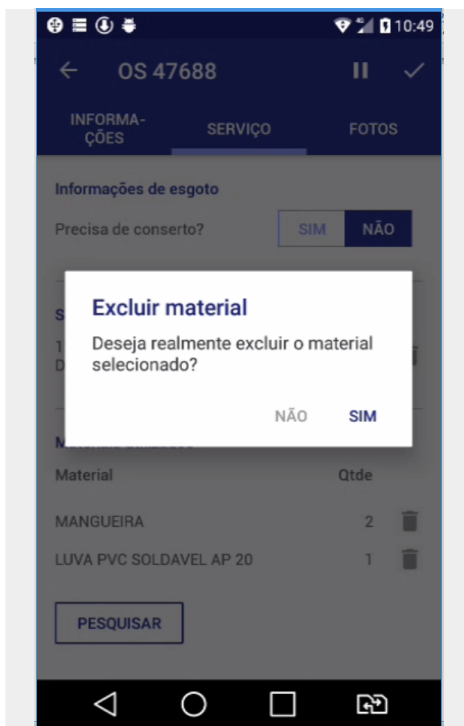 10:49
OS 47688
INFORMA-
ÇÕES
SERVIÇO
FOTOS
Informações de esgoto
Precisa de conserto? SIM NÃO
Excluir material
Deseja realmente excluir o material
selecionado?
NÃO SIM
Material Qtde
MANGUEIRA 2
LUVA PVC SOLDAVEL AP 20 1
PESQUISAR